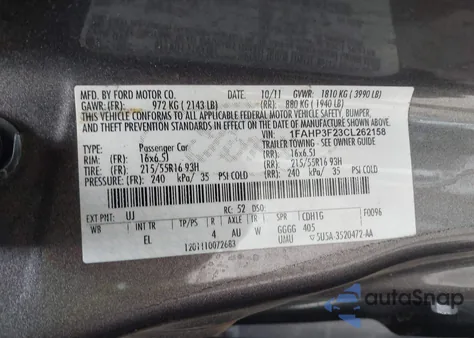 MFD. BY FORD MOTOR CO. DATE: 10/11 GVWR: 1810 KG ( 3990 LB)
GAWR: (FR) 972 KG ( 2143 LB) (RR): 880 KG ( 1940 LB)
THIS VEHICLE CONFORMS TO ALL APPLICABLE FEDERAL MOTOR VEHICLE SAFETY, BUMPER,
AND THEFT PREVENTION STANDARDS IN EFFECT ON THE DATE OF MANUFACTURE SHOWN ABOVE.
VIN: 1FAHP3F23CL262158
TYPE: Passenger Car TRAILER TOWING - SEE OWNER GUIDE
RIM: (FR): 16x6.5J (RR): 16x6.5J
TIRE: (FR): 215/55R16 93H (RR): 215/55R16 93H
PRESSURE: (FR): 240 kPa/ 35 PSI COLD (RR): 240 kPa/ 35 PSI COLD
RC: 52 DSO:
EXT PNT: UJ CDH1G F0096
WB INT TR TP/PS R AXLE TR SPR
EL 4 AU W GGGG 405
1201110072683 UMU 5U5A-3520472-AA
autoSnap